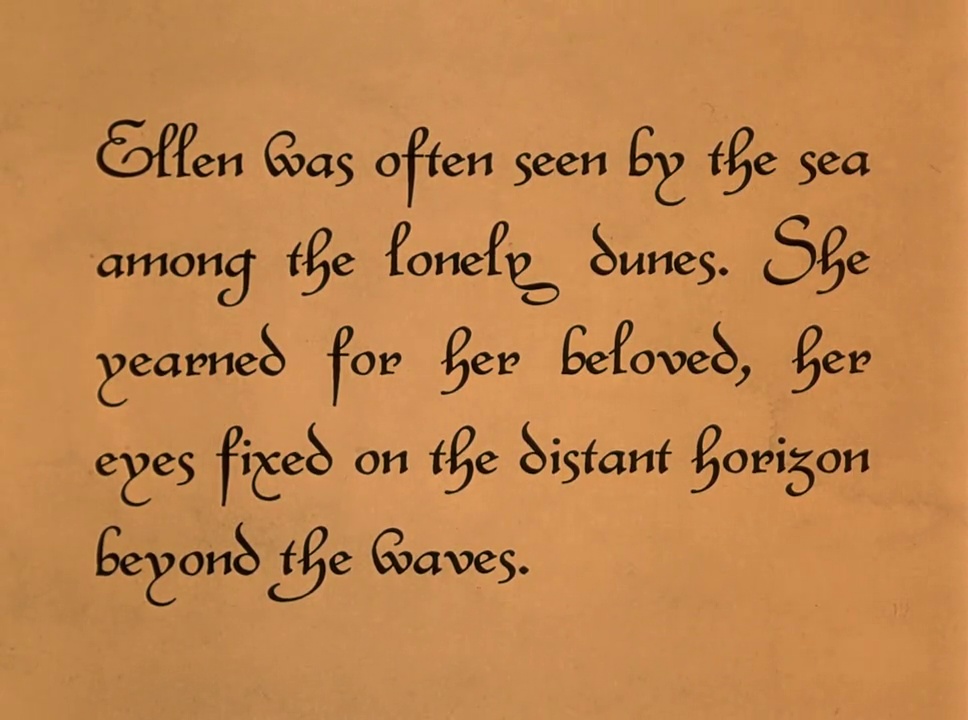 Ellen was often seen by the sea
among the lonely dunes. She
yearned for her beloved, her
eyes fixed on the distant horizon
beyond the waves.